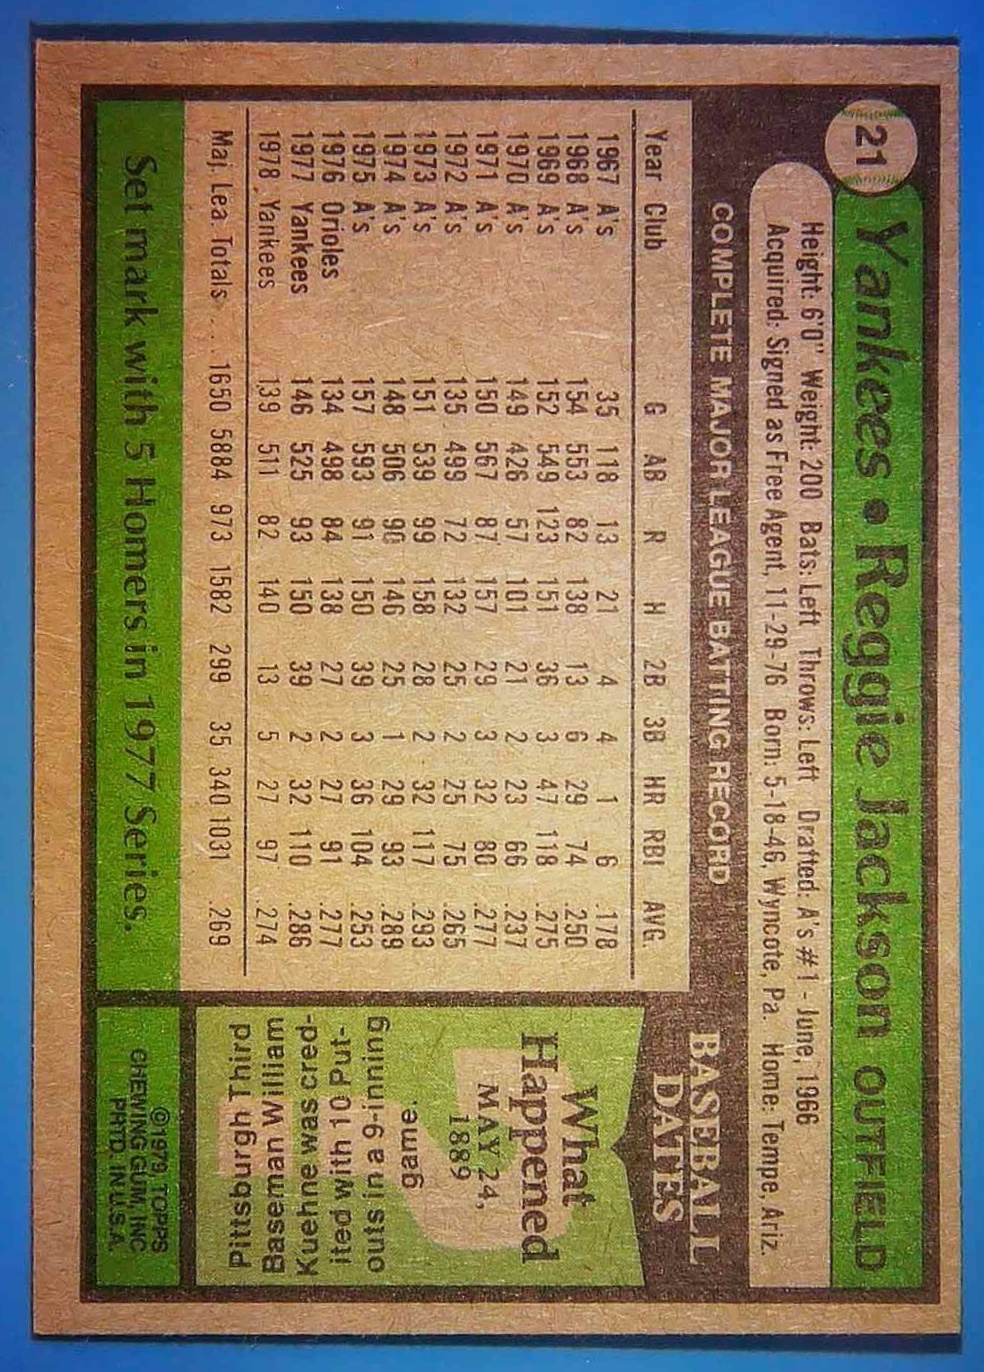 21 Yankees • Reggie Jackson OUTFIELD
Height: 6'0" Weight: 200 Bats: Left Throws: Left Drafted: A's #1 - June, 1966
Acquired: Signed as Free Agent, 11-29-76 Born: 5-18-46, Wyncote, Pa. Home: Tempe, Ariz.
COMPLETE MAJOR LEAGUE BATTING RECORD
Year Club G AB R H 2B 3B HR RBI AVG.
1967 A's 35 118 13 21 4 4 1 6 .178
1968 A's 154 553 82 138 13 6 29 74 .250
1969 A's 152 549 123 151 36 3 47 118 .275
1970 A's 149 426 57 101 21 2 23 66 .237
1971 A's 150 567 87 157 29 3 32 80 .277
1972 A's 135 499 72 132 25 2 25 75 .265
1973 A's 151 539 99 158 28 2 32 117 .293
1974 A's 148 506 90 146 25 1 29 93 .289
1975 A's 157 593 91 150 39 3 36 104 .253
1976 Orioles 134 498 84 138 27 2 27 91 .277
1977 Yankees 146 525 93 150 39 2 32 110 .286
1978 Yankees 139 511 82 140 13 5 27 97 .274
Maj. Lea. Totals ... 1650 5884 973 1582 299 35 340 1031 .269
Set mark with 5 Homers in 1977 Series.
BASEBALL
DATES
What
Happened
MAY 24,
1889
Pittsburgh Third
Baseman William
Kuehne was cred-
ited with 10 Put-
outs in a 9-inning
game.
©1979 TOPPS
CHEWING GUM, INC
PRTD. IN U.S.A.